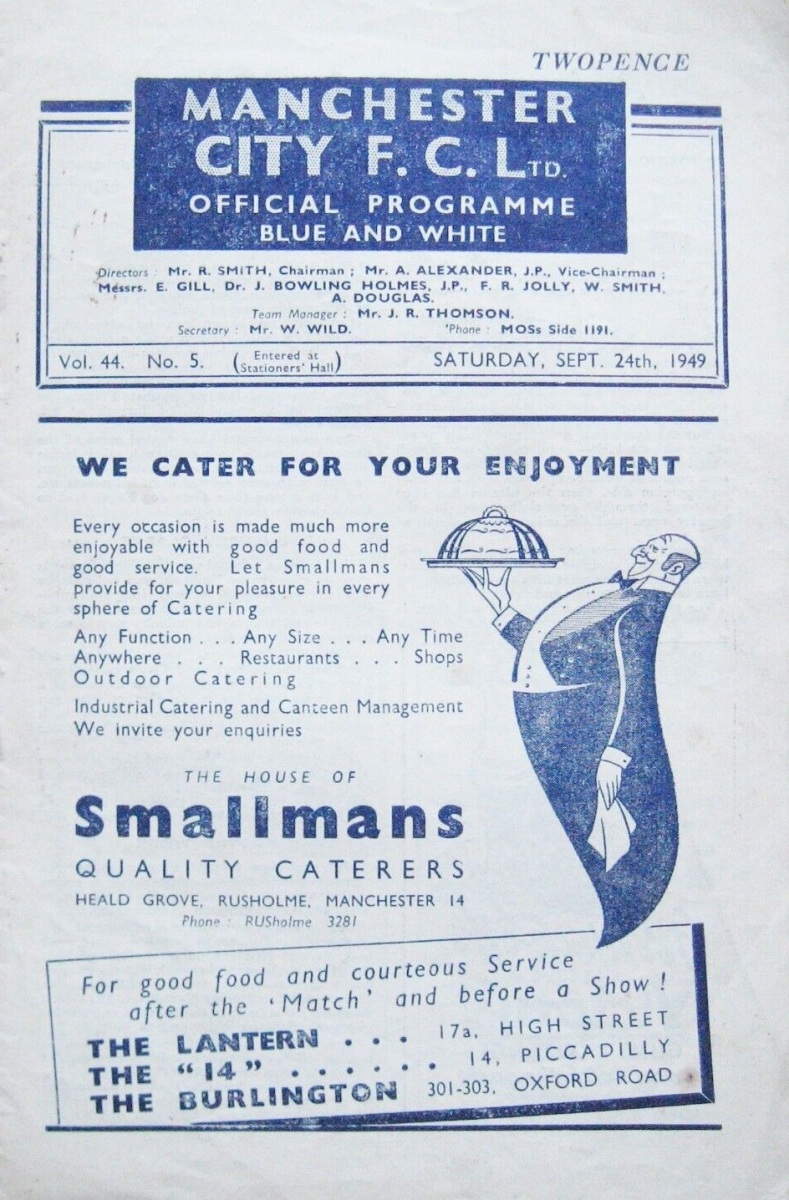 TWOPENCE
MANCHESTER
CITY F. C. LTD.
OFFICIAL PROGRAMME
BLUE AND WHITE
Directors : Mr. R. SMITH, Chairman ; Mr. A. ALEXANDER, J.P., Vice-Chairman ;
Messrs. E. GILL, Dr. J. BOWLING HOLMES, J.P., F. R. JOLLY, W. SMITH,
A. DOUGLAS.
Team Manager : Mr. J. R. THOMSON.
Secretary : Mr. W. WILD. 'Phone : MOSs Side 1191.
Vol. 44. No. 5. (Entered at Stationers' Hall) SATURDAY, SEPT. 24th, 1949
WE CATER FOR YOUR ENJOYMENT
Every occasion is made much more
enjoyable with good food and
good service. Let Smallmans
provide for your pleasure in every
sphere of Catering
Any Function . . . Any Size . . . Any Time
Anywhere . . . Restaurants . . . Shops
Outdoor Catering
Industrial Catering and Canteen Management
We invite your enquiries
THE HOUSE OF
Smallmans
QUALITY CATERERS
HEALD GROVE, RUSHOLME, MANCHESTER 14
Phone : RUSholme 3281
For good food and courteous Service
after the 'Match' and before a Show !
THE LANTERN . . . 17a, HIGH STREET
THE "14" . . . . . . 14, PICCADILLY
THE BURLINGTON 301-303, OXFORD ROAD